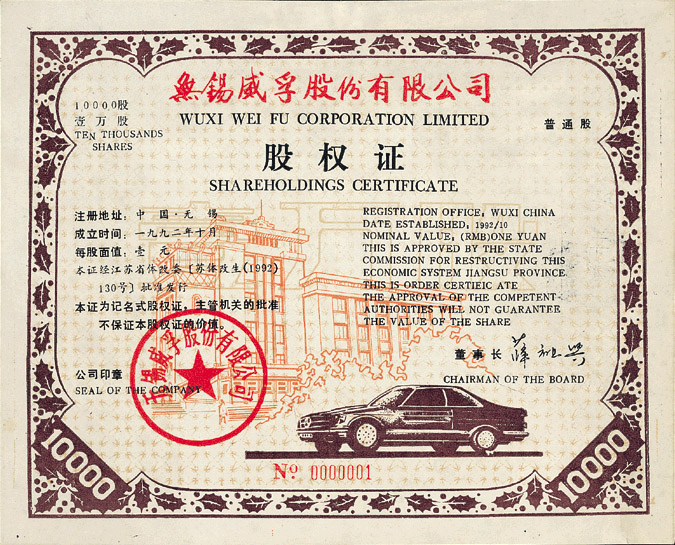 無锡威孚股份有限公司
10000股
壹万股
TEN THOUSANDS
SHARES
WUXI WEI FU CORPORATION LIMITED
普通股
股权证
SHAREHOLDINGS CERTIFICATE
注册地址：中国·无锡
成立时间：一九九二年十月
每股面值：壹元
本证经江苏省体改委〔苏体改生(1992)
130号〕批准发行
本证为记名式股权证，主管机关的批准
不保证本股权证的价值。
REGISTRATION OFFICE, WUXI CHINA
DATE ESTABLISHED, 1992/10
NOMINAL VALUE, (RMB)ONE YUAN
THIS IS APPROVED BY THE STATE
COMMISSION FOR RESTRUCTIVING THIS
ECONOMIC SYSTEM JIANGSU PROVINCE.
THIS IS ORDER CERTIEIC ATE
THE APPROVAL OF THE COMPETENT
AUTHORITIES WILL NOT GUARANTEE
THE VALUE OF THE SHARE
无锡威孚股份有限公司
公司印章
SEAL OF THE COMPANY
董事长
CHAIRMAN OF THE BOARD
10000
10000
Nº 0000001